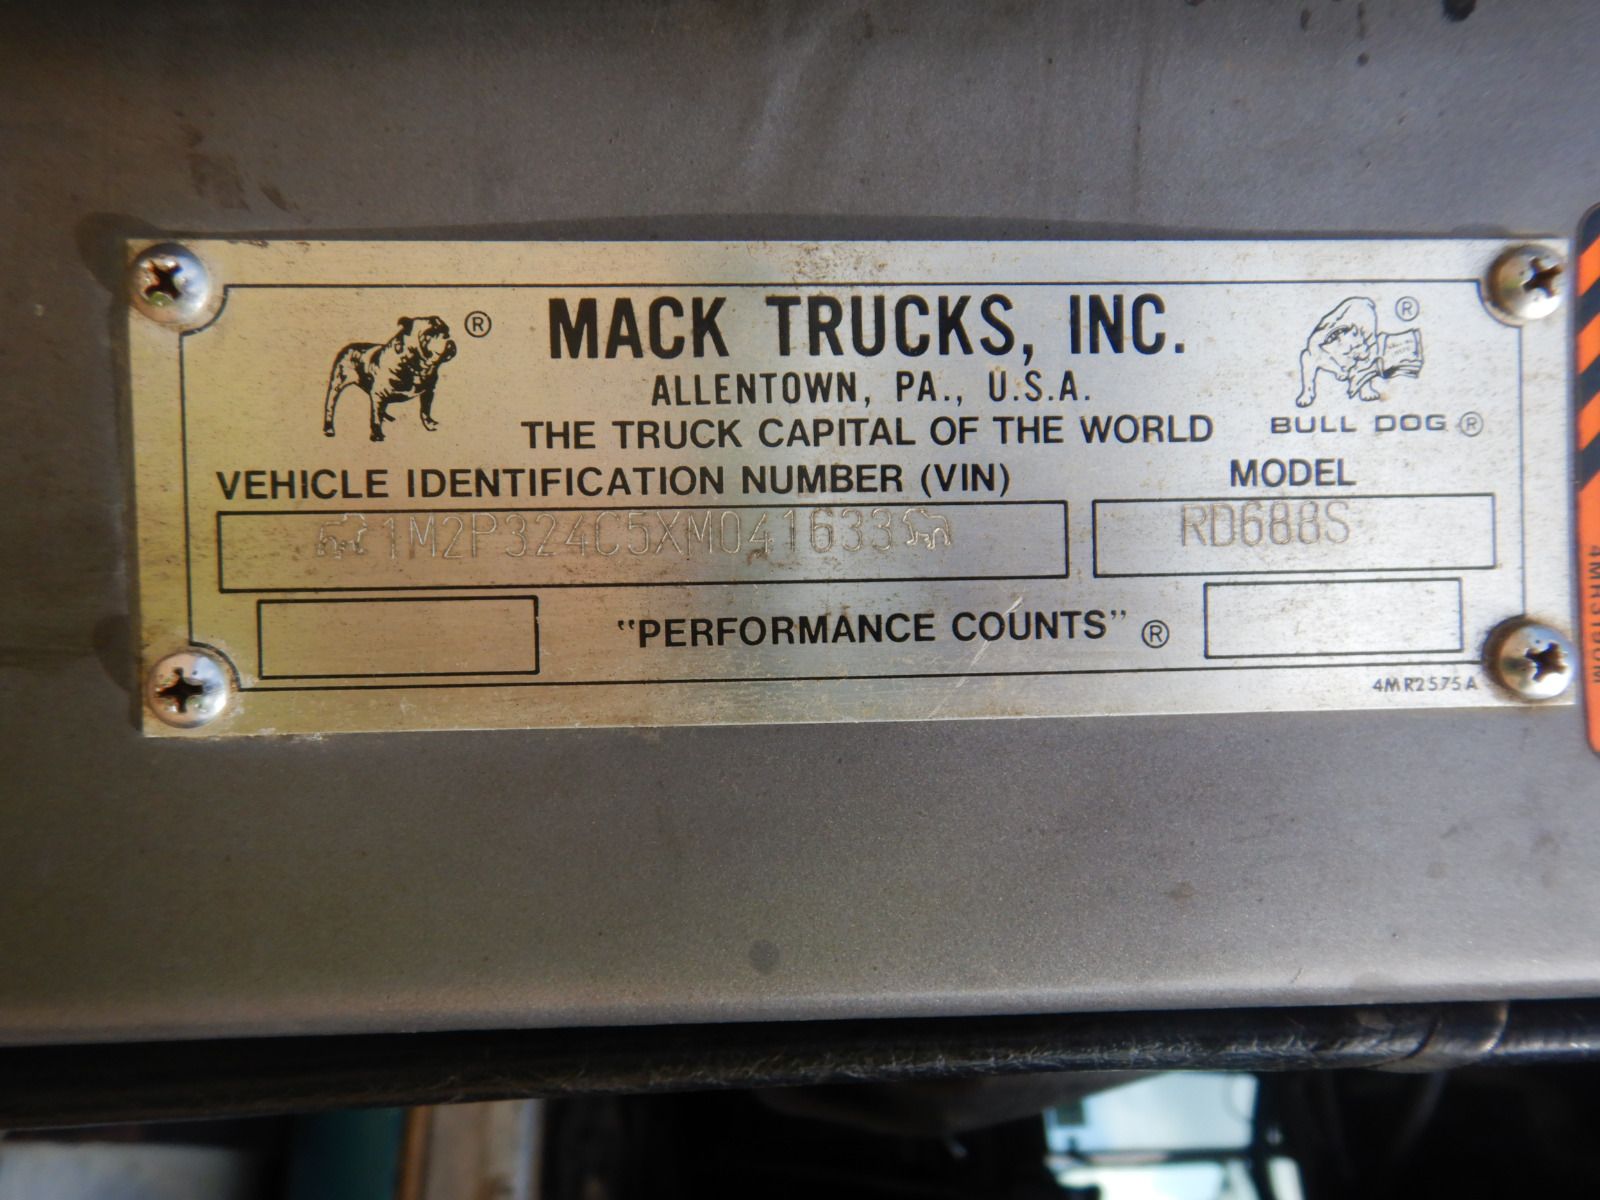 ®
MACK TRUCKS, INC.
®
ALLENTOWN, PA., U.S.A.
THE TRUCK CAPITAL OF THE WORLD
BULL DOG ®
VEHICLE IDENTIFICATION NUMBER (VIN)
MODEL
1M2P324C5XM041633
RD688S
"PERFORMANCE COUNTS" ®
4MR2575A